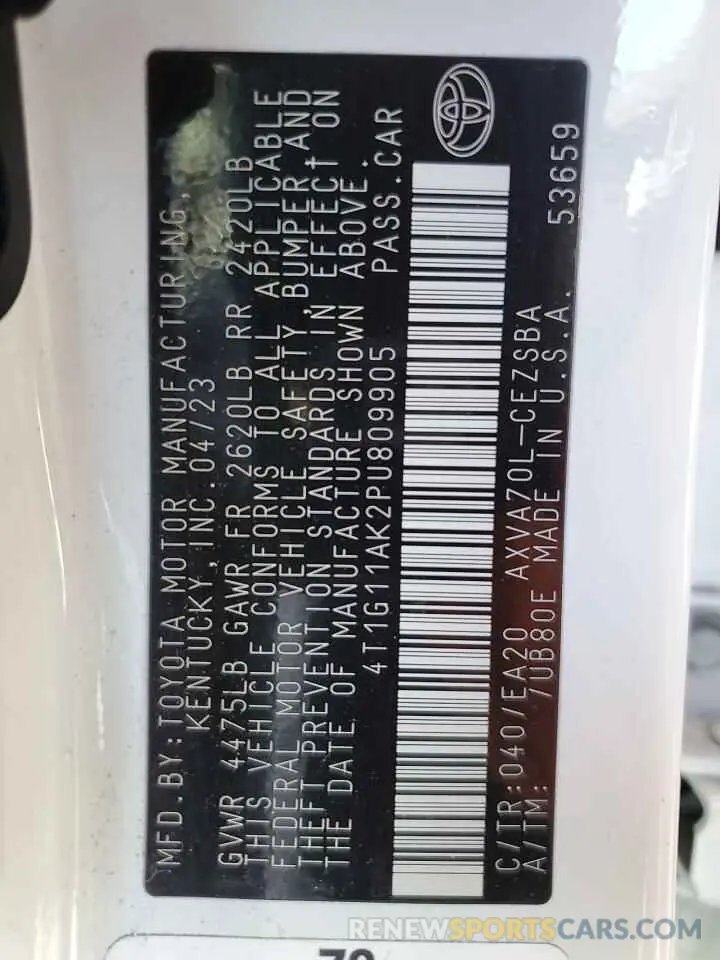 MFD.BY:TOYOTA MOTOR MANUFACTURING,
KENTUCKY,INC.04/23
GVWR 4475LB GAWR FR 2620LB RR 2420LB
THIS VEHICLE CONFORMS TO ALL APPLICABLE
FEDERAL MOTOR VEHICLE SAFETY,BUMPER AND
THEFT PREVENTION STANDARDS IN EFFECT ON
THE DATE OF MANUFACTURE SHOWN ABOVE.
4T1G11AK2PU809905 PASS.CAR
C/TR:040/EA20 AXVA70L-CEZSBA 53659
A/TM: /UB80E MADE IN U.S.A.
RENEWSPORTSCARS.COM